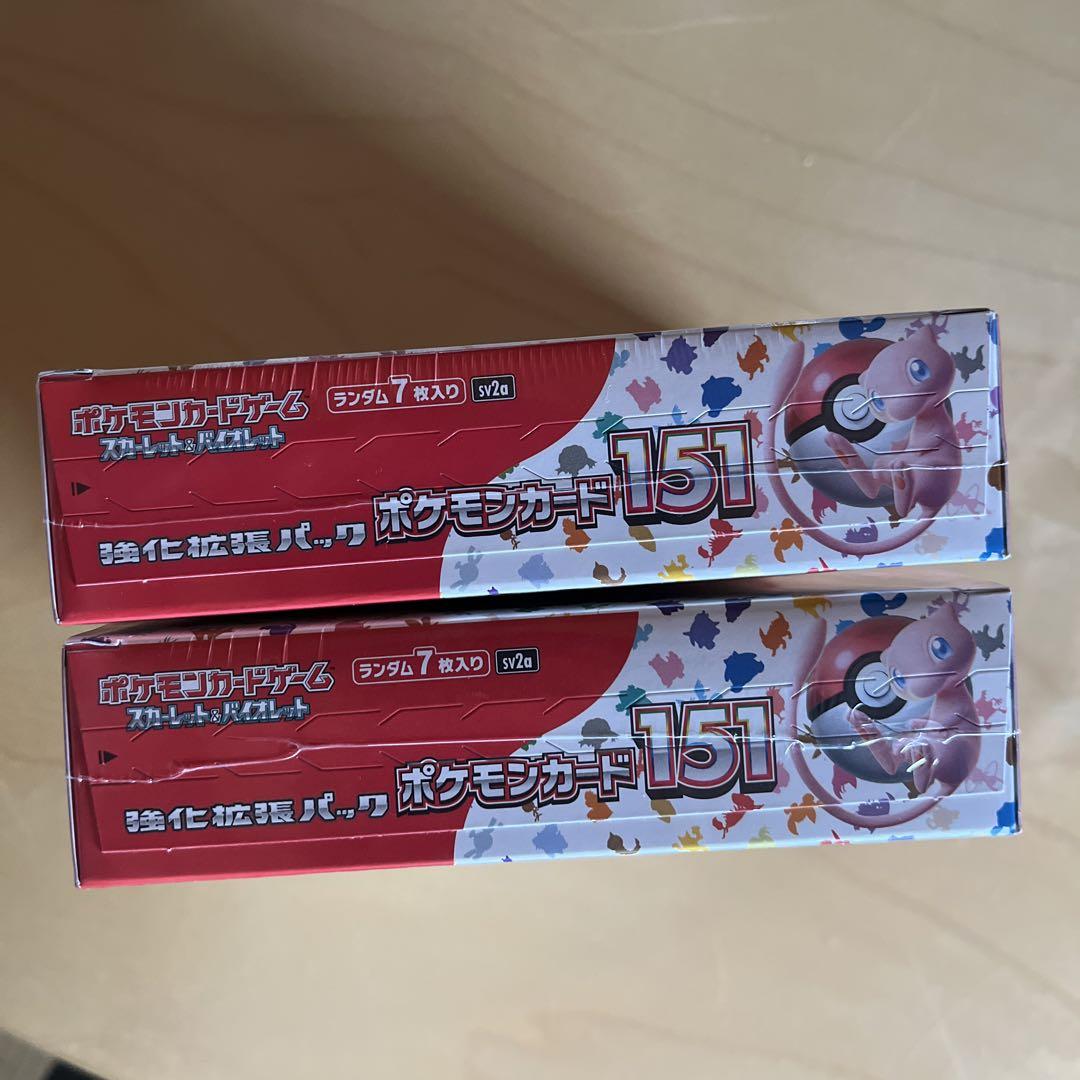 ポケモンカードゲーム
スカーレット&バイオレット
ランダム7枚入り
sv2a
強化拡張パック
ポケモンカード151
ポケモンカードゲーム
スカーレット&バイオレット
ランダム7枚入り
sv2a
強化拡張パック
ポケモンカード151